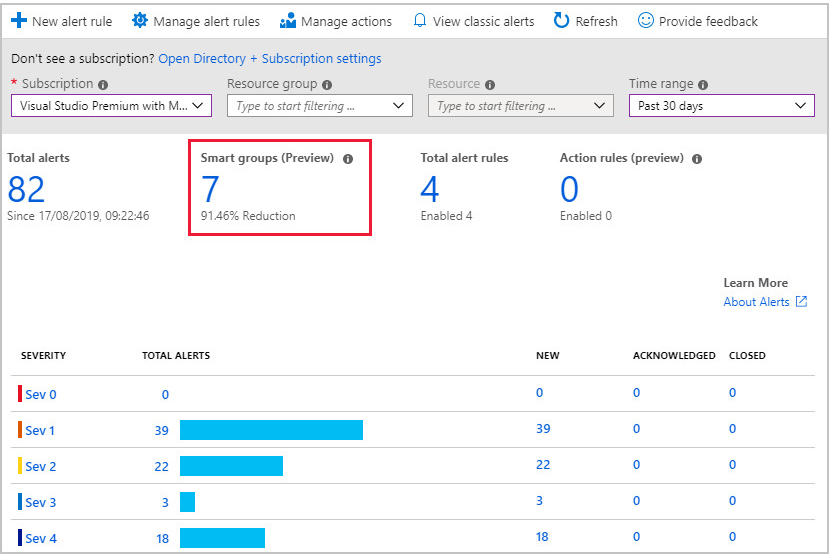 New alert rule Manage alert rules Manage actions View classic alerts Refresh Provide feedback
Don't see a subscription? Open Directory + Subscription settings
* Subscription Resource group Resource Time range
Visual Studio Premium with M... Type to start filtering ... Type to start filtering ... Past 30 days
Total alerts Smart groups (Preview) Total alert rules Action rules (preview)
82 7 4 0
Since 17/08/2019, 09:22:46 91.46% Reduction Enabled 4 Enabled 0
Learn More
About Alerts
SEVERITY TOTAL ALERTS NEW ACKNOWLEDGED CLOSED
Sev 0 0 0 0 0
Sev 1 39 39 0 0
Sev 2 22 22 0 0
Sev 3 3 3 0 0
Sev 4 18 18 0 0